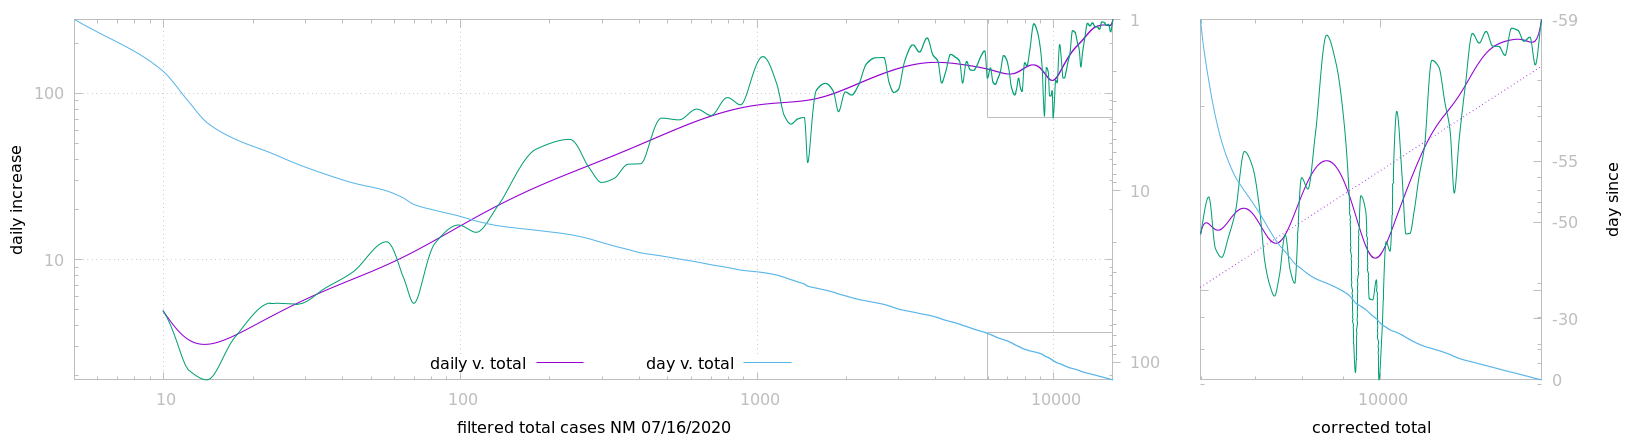 daily increase
100
10
daily v. total
day v. total
10
100
1000
10000
filtered total cases NM 07/16/2020
1
10
100
10000
corrected total
-59
-55
-50
-30
0
day since